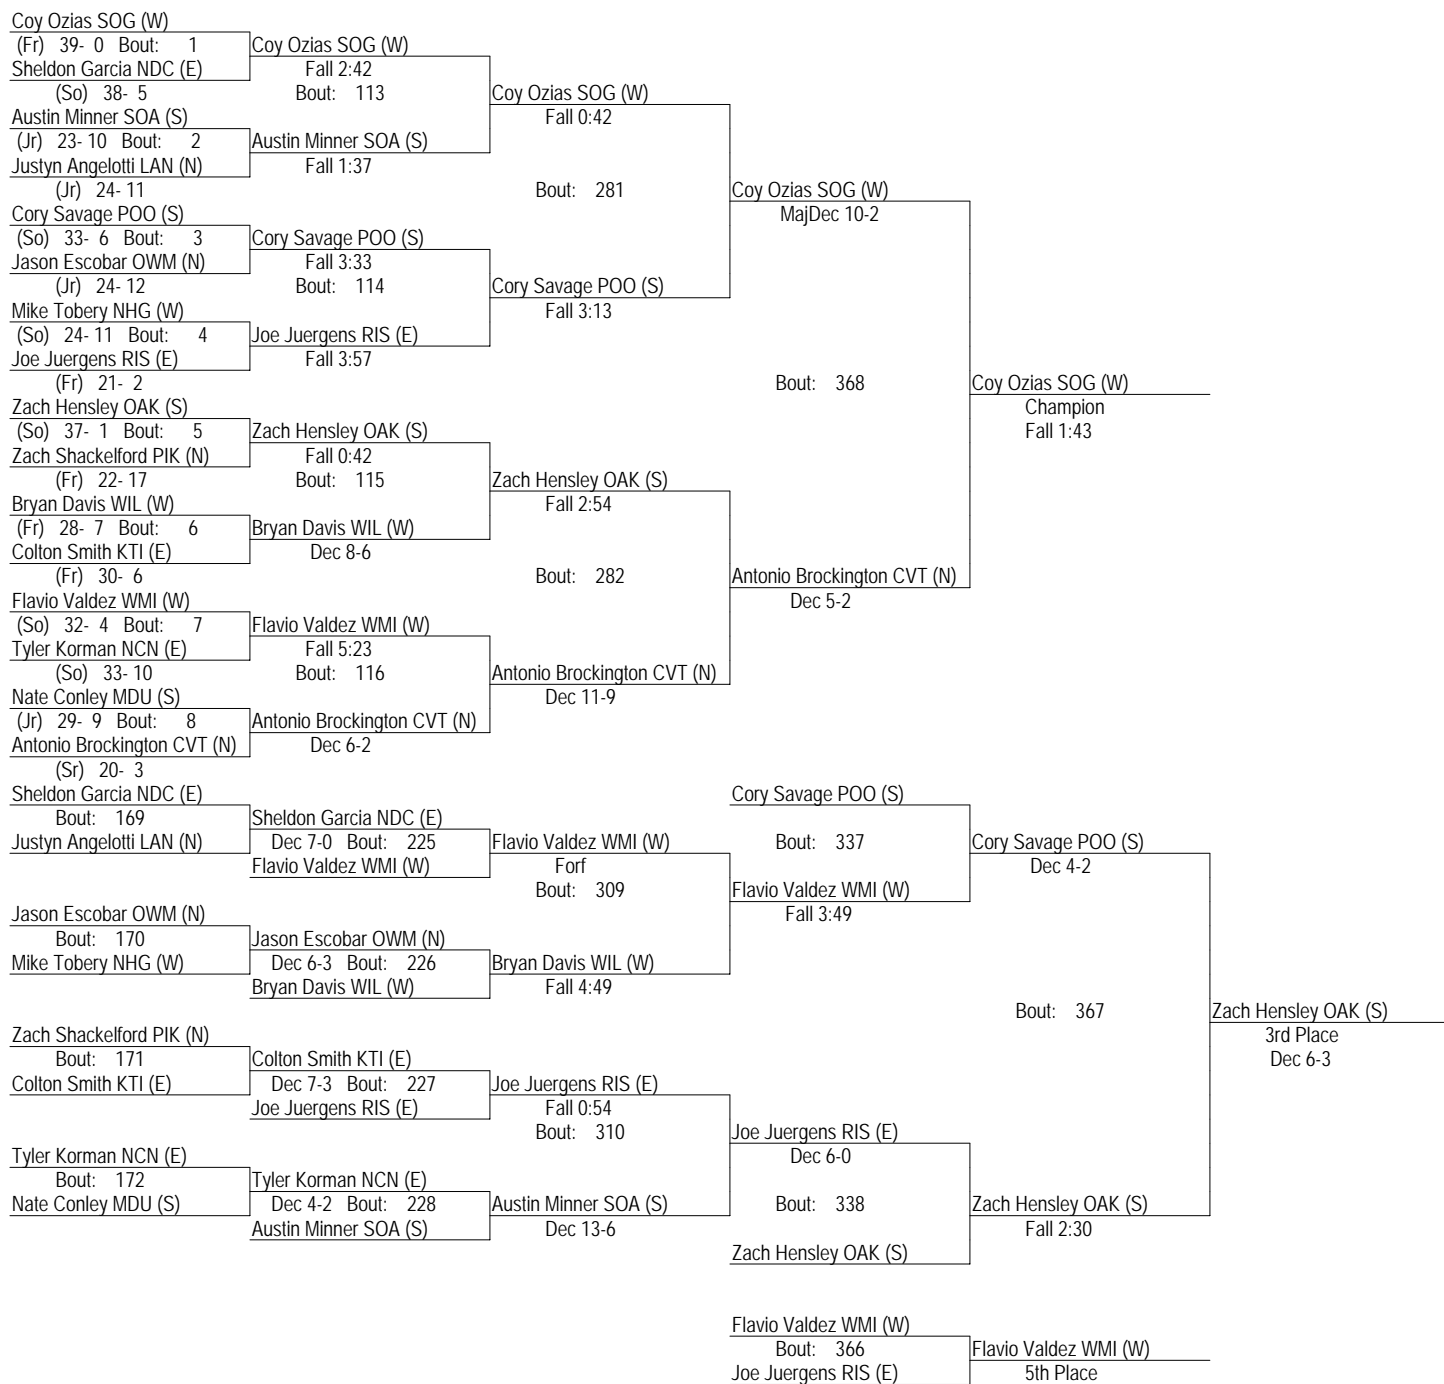 Coy Ozias SOG (W)
(Fr) 39- 0 Bout: 1 Coy Ozias SOG (W)
Sheldon Garcia NDC (E) Fall 2:42
(So) 38- 5 Bout: 113 Coy Ozias SOG (W)
Austin Minner SOA (S) Fall 0:42
(Jr) 23- 10 Bout: 2 Austin Minner SOA (S)
Justyn Angelotti LAN (N) Fall 1:37
(Jr) 24- 11 Bout: 281 Coy Ozias SOG (W)
Cory Savage POO (S) MajDec 10-2
(So) 33- 6 Bout: 3 Cory Savage POO (S)
Jason Escobar OWM (N) Fall 3:33
(Jr) 24- 12 Bout: 114 Cory Savage POO (S)
Mike Tobery NHG (W) Fall 3:13
(So) 24- 11 Bout: 4 Joe Juergens RIS (E)
Joe Juergens RIS (E) Fall 3:57
(Fr) 21- 2 Bout: 368 Coy Ozias SOG (W)
Zach Hensley OAK (S) Champion
(So) 37- 1 Bout: 5 Zach Hensley OAK (S) Fall 1:43
Zach Shackelford PIK (N) Fall 0:42
(Fr) 22- 17 Bout: 115 Zach Hensley OAK (S)
Bryan Davis WIL (W) Fall 2:54
(Fr) 28- 7 Bout: 6 Bryan Davis WIL (W)
Colton Smith KTI (E) Dec 8-6
(Fr) 30- 6 Bout: 282 Antonio Brockington CVT (N)
Flavio Valdez WMI (W) Dec 5-2
(So) 32- 4 Bout: 7 Flavio Valdez WMI (W)
Tyler Korman NCN (E) Fall 5:23
(So) 33- 10 Bout: 116 Antonio Brockington CVT (N)
Nate Conley MDU (S) Dec 11-9
(Jr) 29- 9 Bout: 8 Antonio Brockington CVT (N)
Antonio Brockington CVT (N) Dec 6-2
(Sr) 20- 3
Sheldon Garcia NDC (E) Cory Savage POO (S)
Bout: 169 Sheldon Garcia NDC (E)
Justyn Angelotti LAN (N) Dec 7-0 Bout: 225 Flavio Valdez WMI (W) Bout: 337 Cory Savage POO (S)
Flavio Valdez WMI (W) Forf Dec 4-2
Bout: 309 Flavio Valdez WMI (W)
Jason Escobar OWM (N) Fall 3:49
Bout: 170 Jason Escobar OWM (N)
Mike Tobery NHG (W) Dec 6-3 Bout: 226 Bryan Davis WIL (W)
Bryan Davis WIL (W) Fall 4:49
Bout: 367 Zach Hensley OAK (S)
Zach Shackelford PIK (N) 3rd Place
Bout: 171 Colton Smith KTI (E) Dec 6-3
Colton Smith KTI (E) Dec 7-3 Bout: 227 Joe Juergens RIS (E)
Joe Juergens RIS (E) Fall 0:54
Bout: 310 Joe Juergens RIS (E)
Tyler Korman NCN (E) Dec 6-0
Bout: 172 Tyler Korman NCN (E)
Nate Conley MDU (S) Dec 4-2 Bout: 228 Austin Minner SOA (S) Bout: 338 Zach Hensley OAK (S)
Austin Minner SOA (S) Dec 13-6 Fall 2:30
Zach Hensley OAK (S)
Flavio Valdez WMI (W)
Bout: 366 Flavio Valdez WMI (W)
Joe Juergens RIS (E) 5th Place